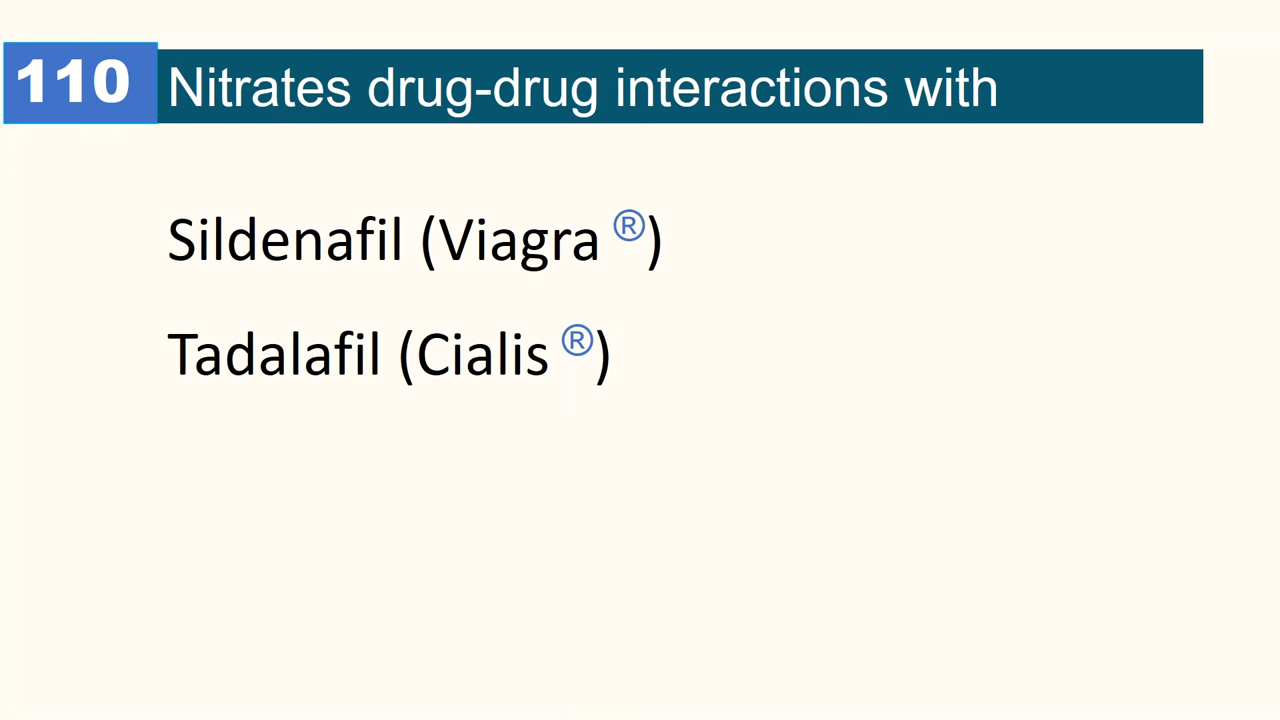 110
Nitrates drug-drug interactions with
Sildenafil (Viagra ®)
Tadalafil (Cialis ®)